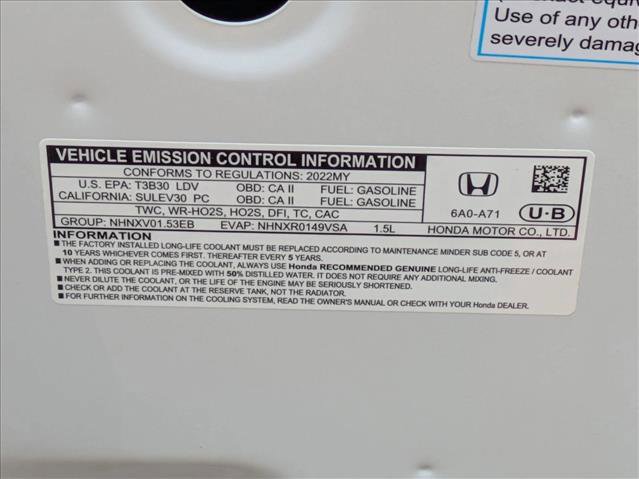 Use of any
severely
VEHICLE EMISSION CONTROL INFORMATION
CONFORMS TO REGULATIONS: 2022MY
U.S. EPA: T3B30 LDV OBD: CA II FUEL: GASOLINE
CALIFORNIA: SULEV30 PC OBD: CA II FUEL: GASOLINE
TWC, WR-HO2S, HO2S, DFI, TC, CAC
GROUP: NHNXV01.53EB EVAP: NHNXR0149VSA 1.5L
6A0-A71 U-B
HONDA MOTOR CO., LTD.
INFORMATION
■ THE FACTORY INSTALLED LONG-LIFE COOLANT MUST BE REPLACED ACCORDING TO MAINTENANCE MINDER SUB CODE 5, OR AT
10 YEARS WHICHEVER COMES FIRST. THEREAFTER EVERY 5 YEARS.
■ WHEN ADDING OR REPLACING THE COOLANT, ALWAYS USE Honda RECOMMENDED GENUINE LONG-LIFE ANTI-FREEZE / COOLANT
TYPE 2. THIS COOLANT IS PRE-MIXED WITH 50% DISTILLED WATER. IT DOES NOT REQUIRE ANY ADDITIONAL MIXING.
■ UNDER THE COOLANT, OR THE LIFE OF THE ENGINE MAY BE SERIOUSLY SHORTENED.
■ CHECK OR ADD THE COOLANT AT THE RESERVE TANK, NOT THE RADIATOR.
■ FOR FURTHER INFORMATION ON THE COOLING SYSTEM, READ THE OWNER'S MANUAL OR CHECK WITH YOUR Honda DEALER.